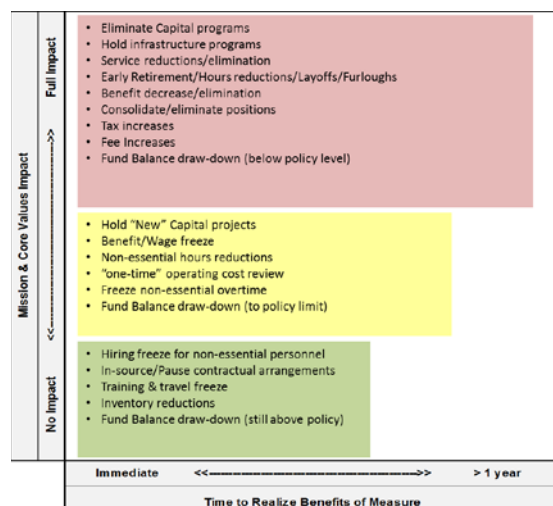 Mission & Core Values Impact
Full Impact
<<-------------------------------->>
No Impact
• Eliminate Capital programs
• Hold infrastructure programs
• Service reductions/elimination
• Early Retirement/Hours reductions/Layoffs/Furloughs
• Benefit decrease/elimination
• Consolidate/eliminate positions
• Tax increases
• Fee Increases
• Fund Balance draw-down (below policy level)
• Hold “New” Capital projects
• Benefit/Wage freeze
• Non-essential hours reductions
• “one-time” operating cost review
• Freeze non-essential overtime
• Fund Balance draw-down (to policy limit)
• Hiring freeze for non-essential personnel
• In-source/Pause contractual arrangements
• Training & travel freeze
• Inventory reductions
• Fund Balance draw-down (still above policy)
Immediate <<-------------------------------->> > 1 year
Time to Realize Benefits of Measure